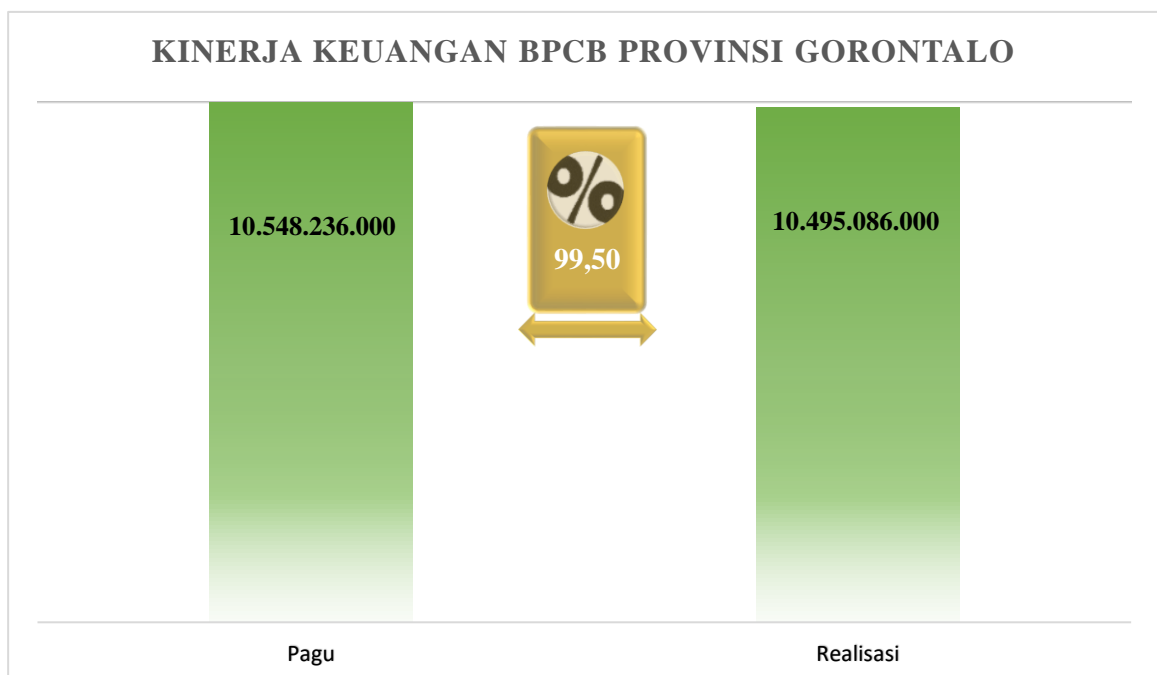 KINERJA KEUANGAN BPCB PROVINSI GORONTALO
10.548.236.000
%
99,50
10.495.086.000
Pagu
Realisasi